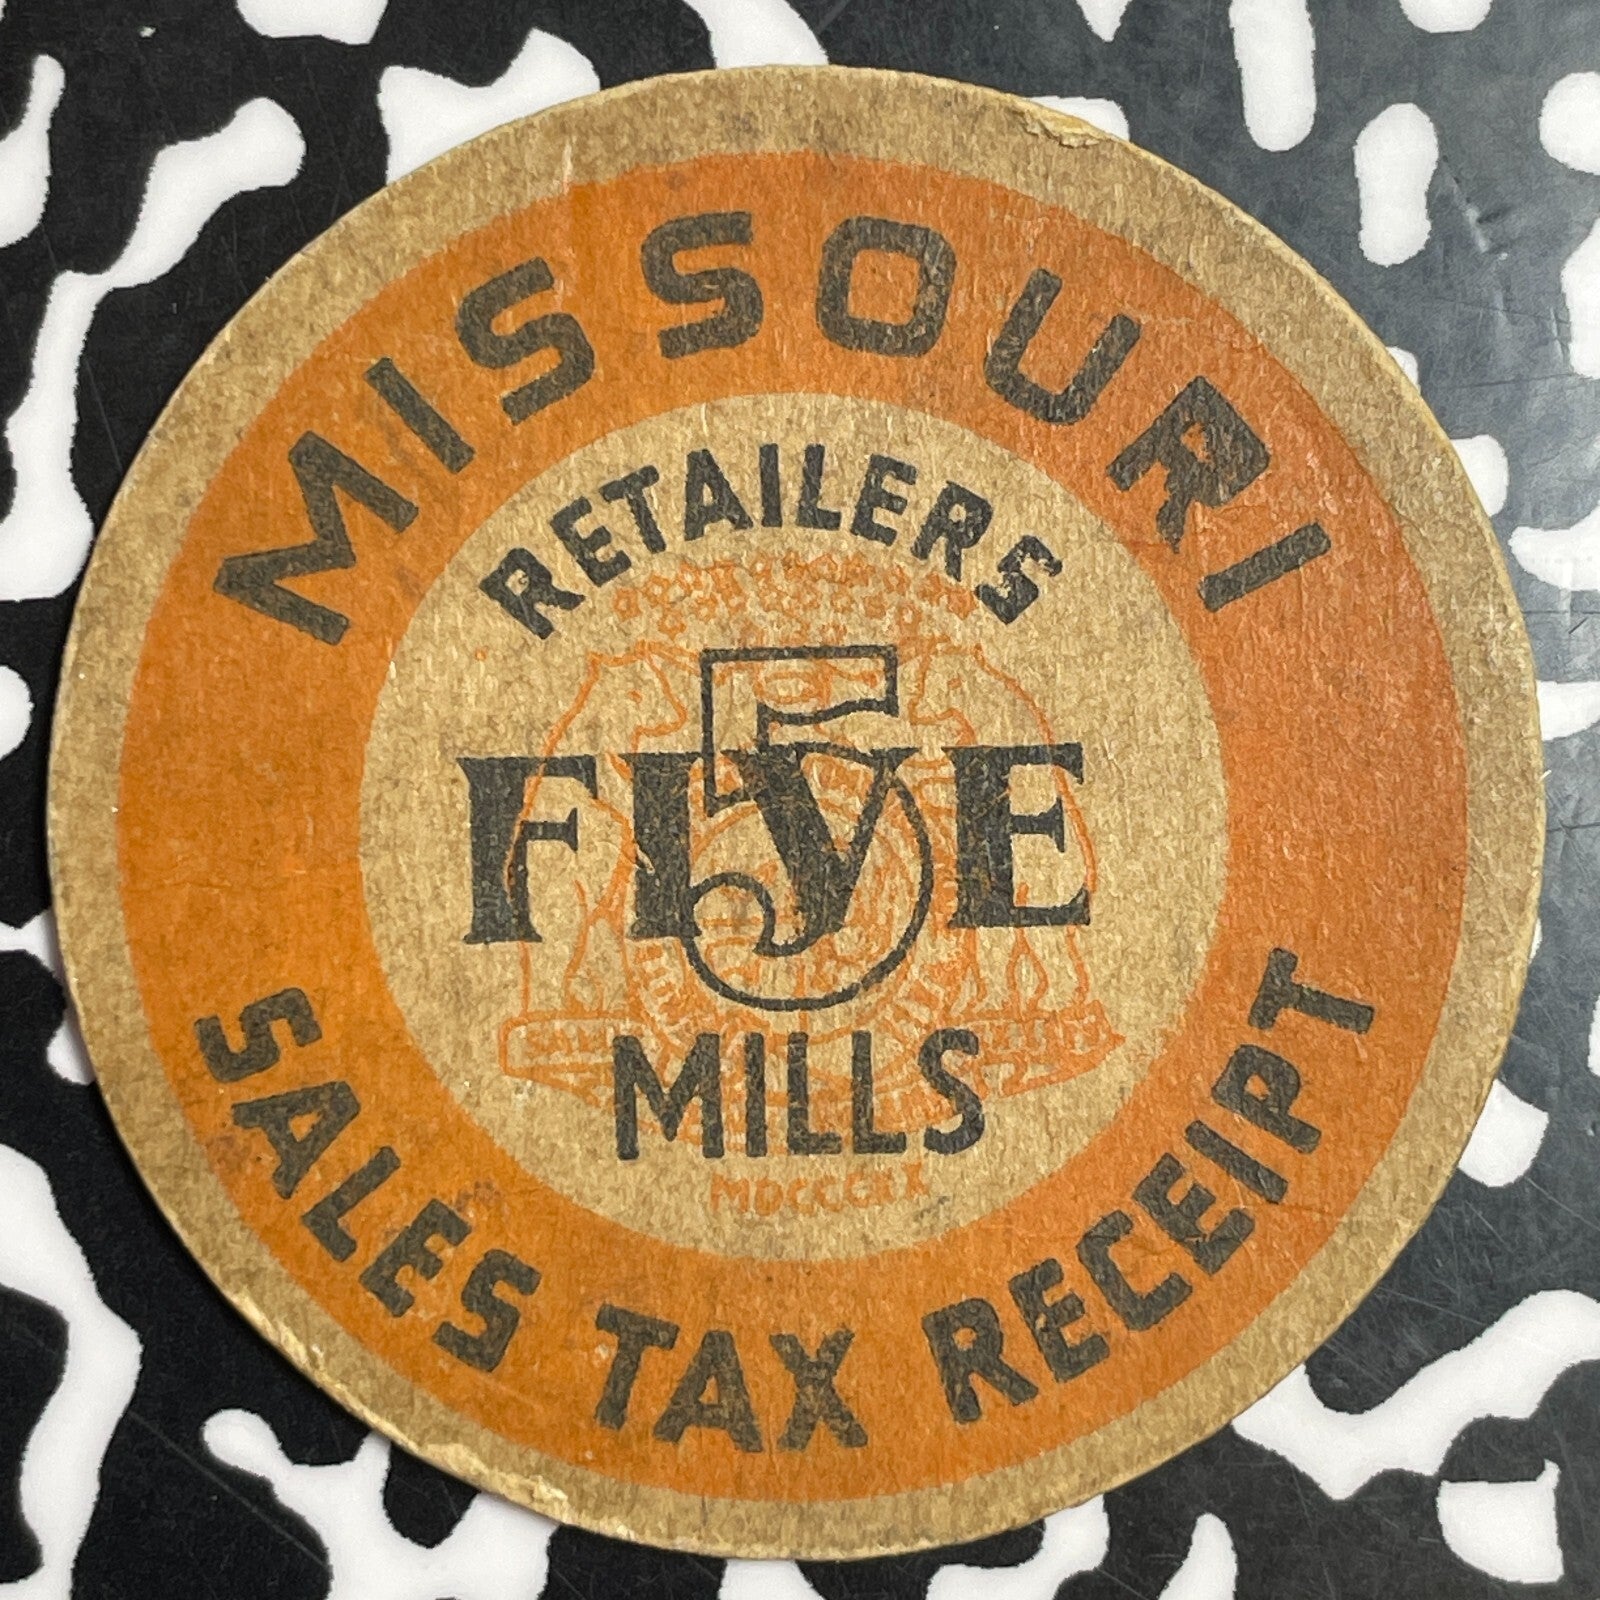 MISSOURI
RETAILERS
5
FIVE
MILLS
MDCCCXX
SALES TAX RECEIPT